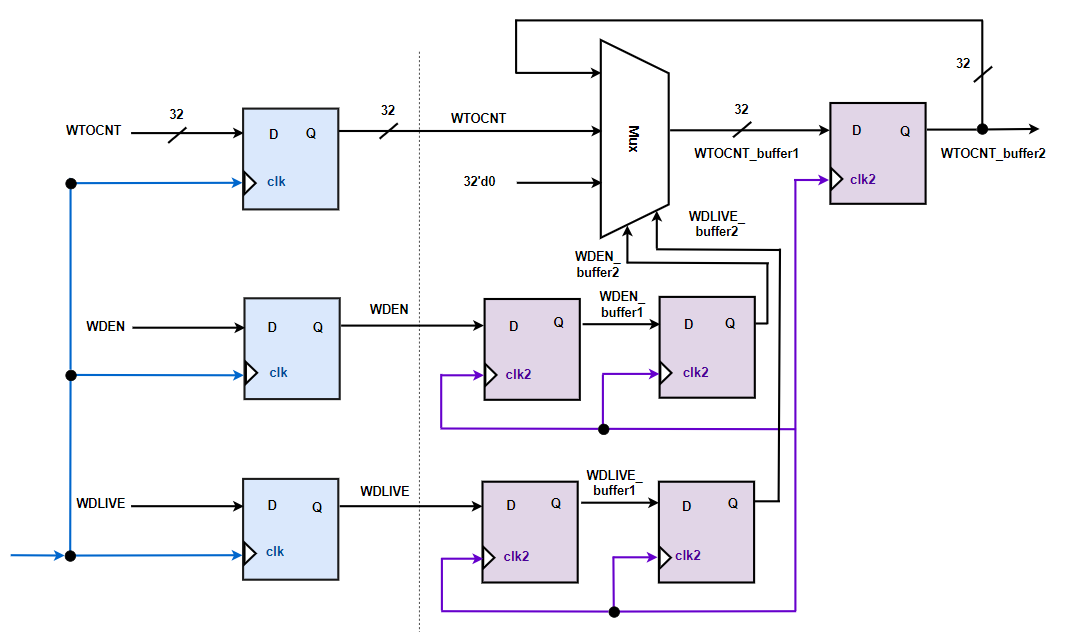 32
WTOCNT
D Q
clk
32
WTOCNT
32'd0
Mux
32
WTOCNT_buffer1
D Q
clk2
32
WTOCNT_buffer2
WDLIVE_
buffer2
WDEN_
buffer2
WDEN
D Q
clk
WDEN
D Q
clk2
WDEN_
buffer1
D Q
clk2
WDLIVE
D Q
clk
WDLIVE
D Q
clk2
WDLIVE_
buffer1
D Q
clk2